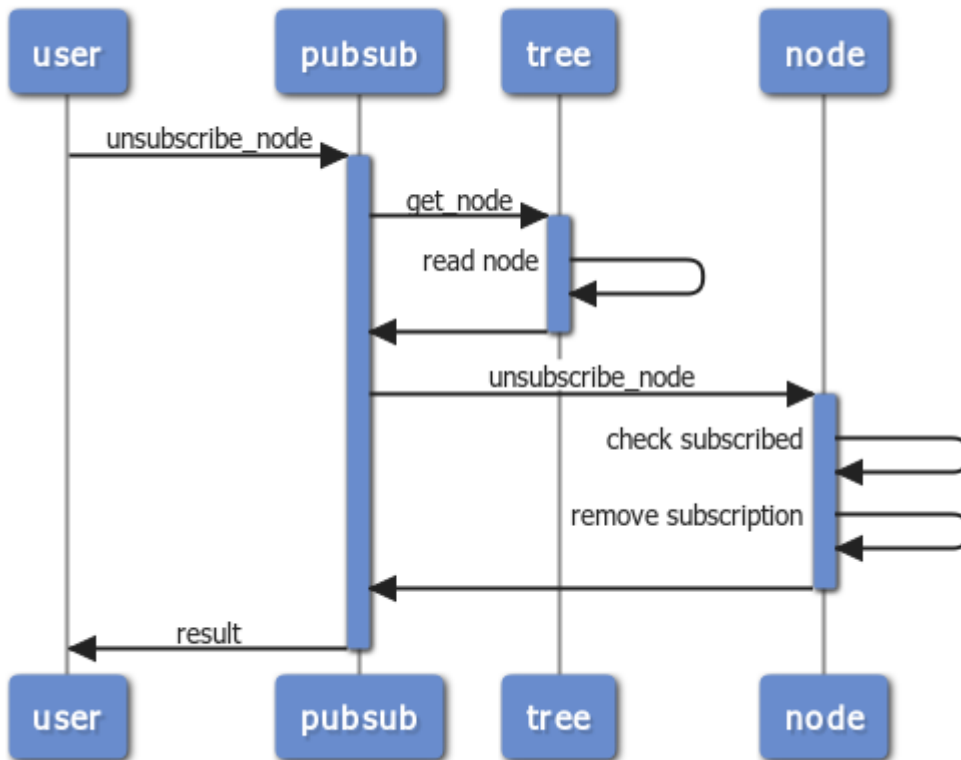 user pubsub tree node
unsubscribe_node
get_node
read node
unsubscribe_node
check subscribed
remove subscription
result
user pubsub tree node